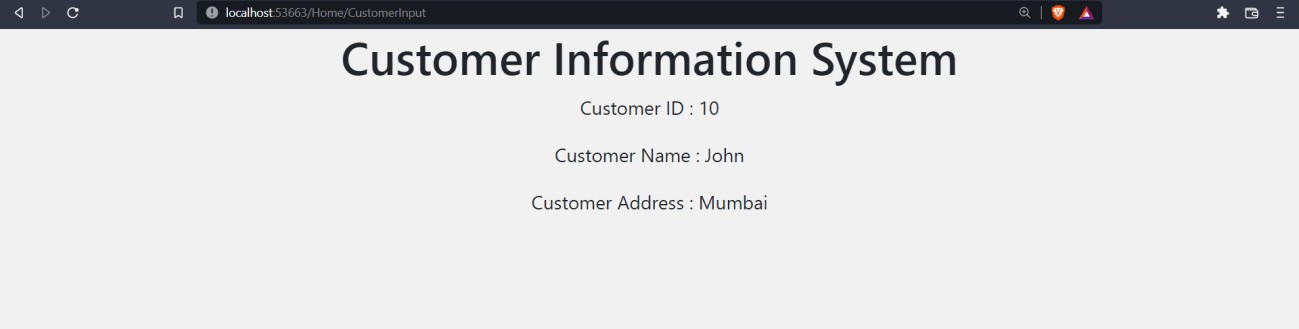 localhost:53663/Home/CustomerInput
Customer Information System
Customer ID : 10
Customer Name : John
Customer Address : Mumbai